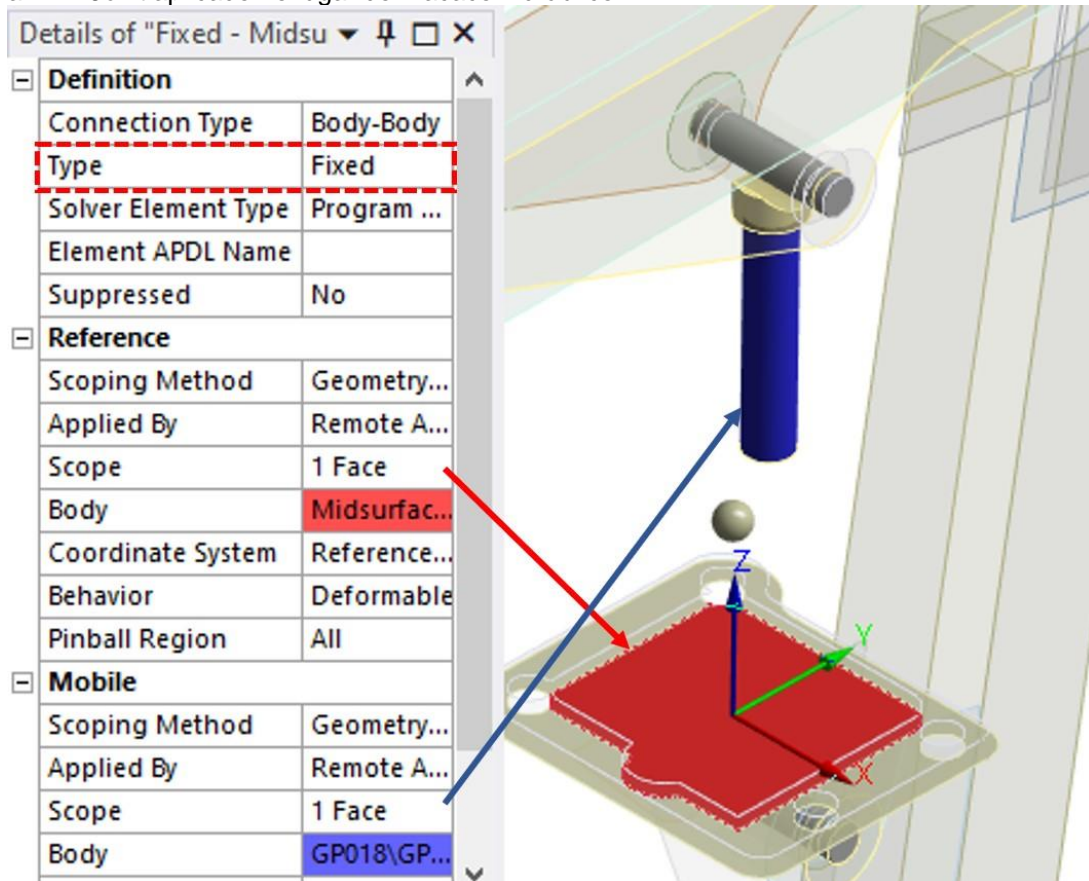 Details of "Fixed - Midsu
Definition
Connection Type Body-Body
Type Fixed
Solver Element Type Program ...
Element APDL Name
Suppressed No
Reference
Scoping Method Geometry...
Applied By Remote A...
Scope 1 Face
Body Midsurfac...
Coordinate System Reference...
Behavior Deformable
Pinball Region All
Mobile
Scoping Method Geometry...
Applied By Remote A...
Scope 1 Face
Body GP018\GP...
Z
Y
X